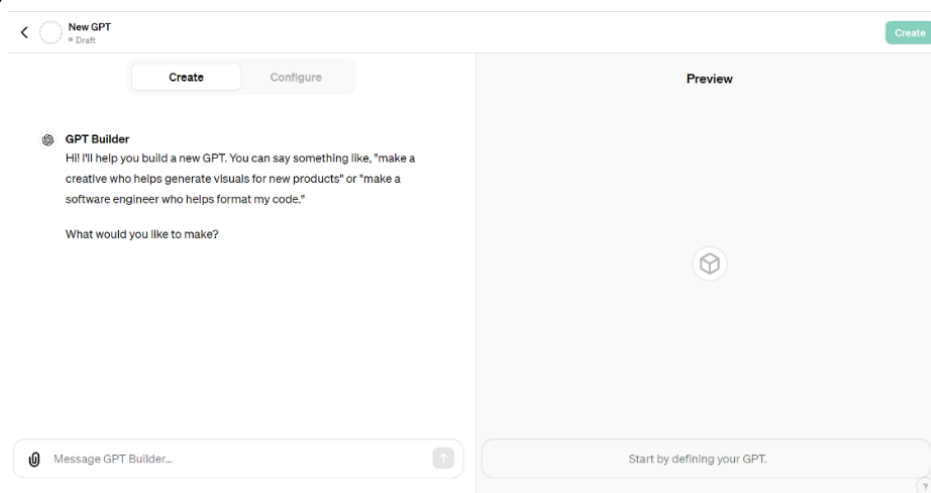 New GPT
Draft
Create
Create
Configure
Preview
GPT Builder
Hi! I'll help you build a new GPT. You can say something like, "make a
creative who helps generate visuals for new products" or "make a
software engineer who helps format my code."
What would you like to make?
Message GPT Builder...
Start by defining your GPT.
?